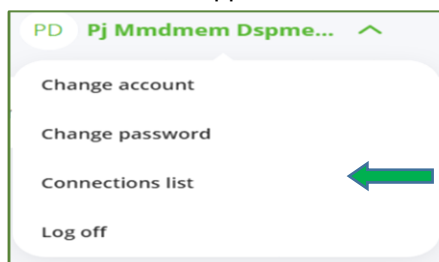 PD Pj Mmdmem Dspme...
Change account
Change password
Connections list
Log off